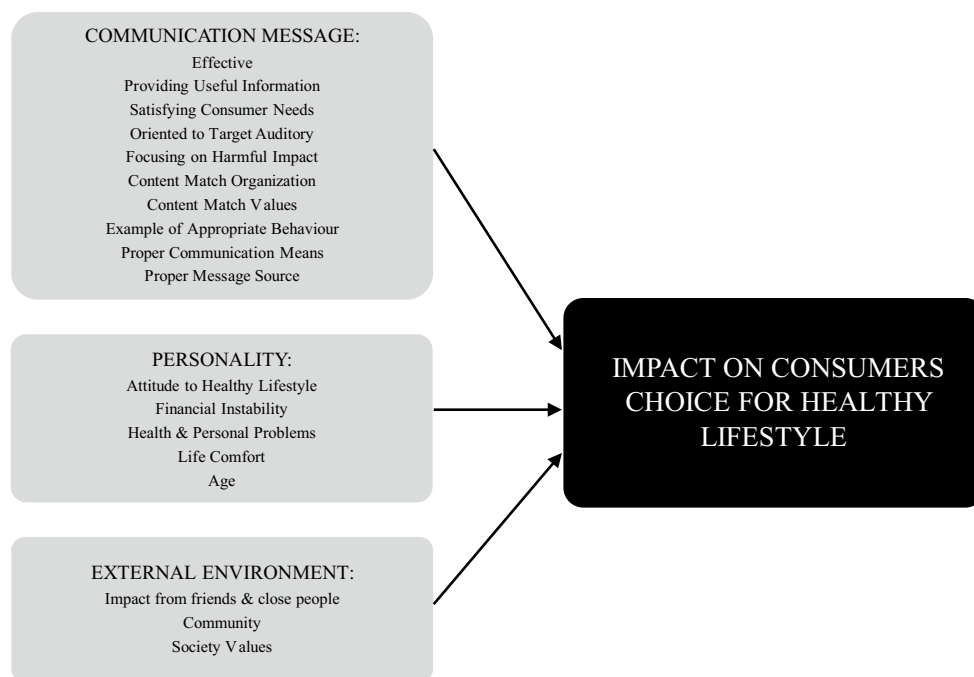 COMMUNICATION MESSAGE:
Effective
Providing Useful Information
Satisfying Consumer Needs
Oriented to Target Auditory
Focusing on Harmful Impact
Content Match Organization
Content Match Values
Example of Appropriate Behaviour
Proper Communication Means
Proper Message Source
PERSONALITY:
Attitude to Healthy Lifestyle
Financial Instability
Health & Personal Problems
Life Comfort
Age
EXTERNAL ENVIRONMENT:
Impact from friends & close people
Community
Society Values
IMPACT ON CONSUMERS
CHOICE FOR HEALTHY
LIFESTYLE